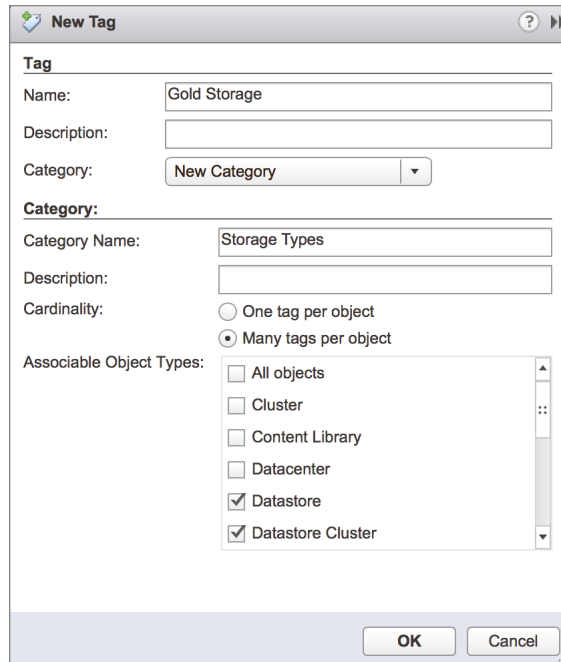 New Tag
Tag
Name: Gold Storage
Description:
Category: New Category
Category:
Category Name: Storage Types
Description:
Cardinality: One tag per object
Many tags per object
Associable Object Types:
All objects
Cluster
Content Library
Datacenter
Datastore
Datastore Cluster
OK Cancel